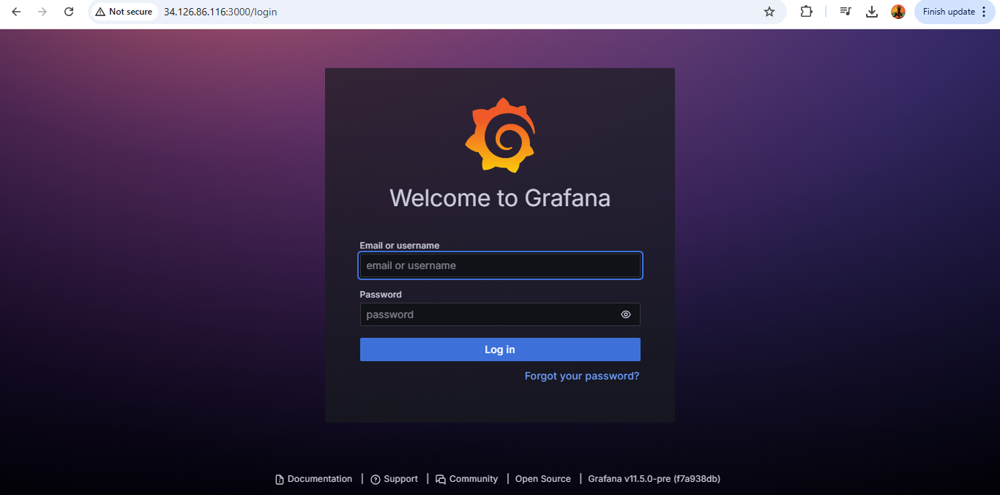 Not secure 34.126.86.116:3000/login Finish update
Welcome to Grafana
Email or username
email or username
Password
password
Log in
Forgot your password?
Documentation | Support | Community | Open Source | Grafana v11.5.0-pre (f7a938db)